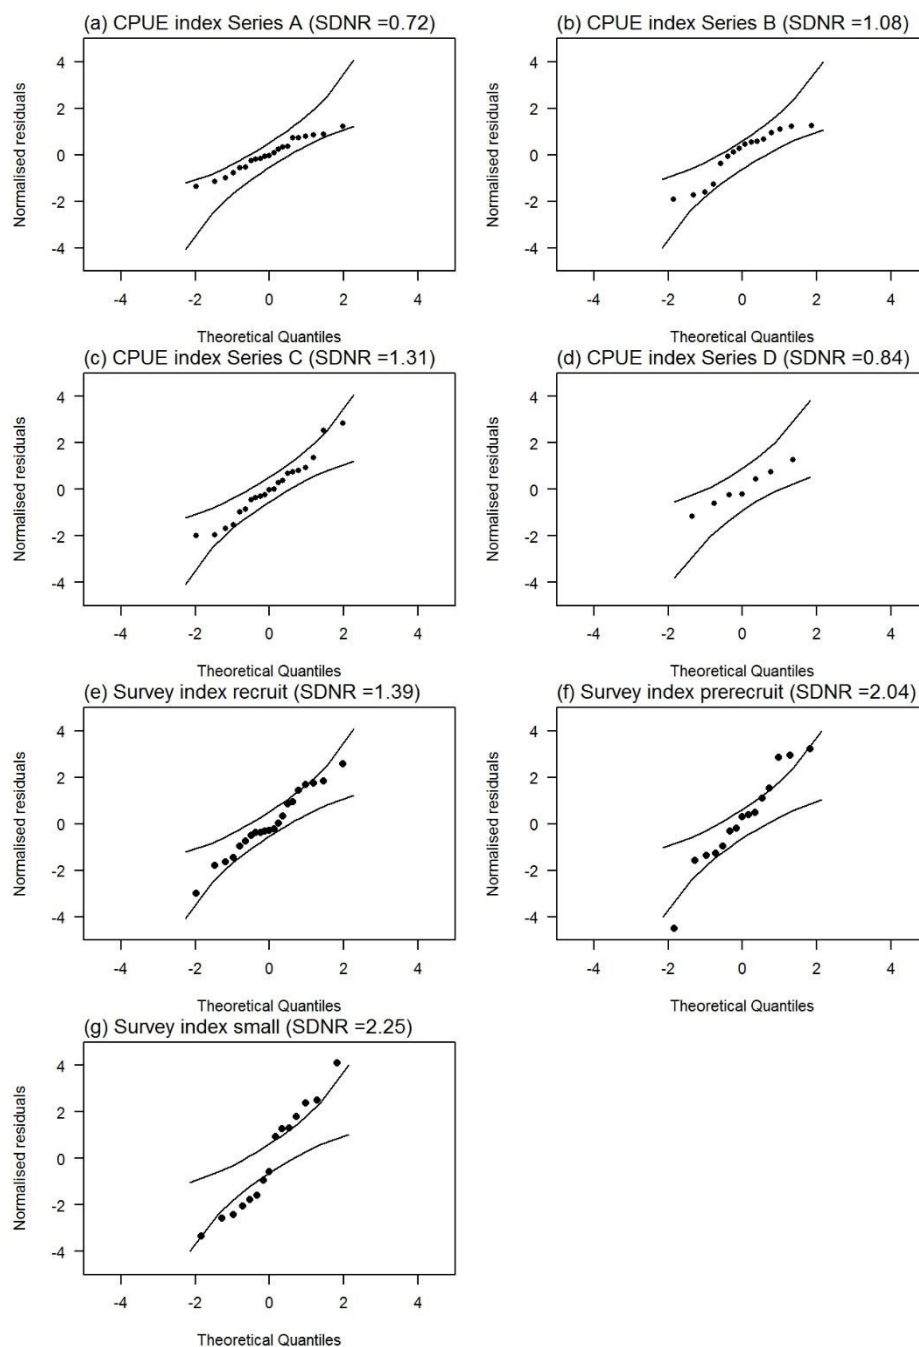 (a) CPUE index Series A (SDNR =0.72)
4
2
0
-2
-4
Normalised residuals
-4 -2 0 2 4
Theoretical Quantiles
(b) CPUE index Series B (SDNR =1.08)
4
2
0
-2
-4
Normalised residuals
-4 -2 0 2 4
Theoretical Quantiles
(c) CPUE index Series C (SDNR =1.31)
4
2
0
-2
-4
Normalised residuals
-4 -2 0 2 4
Theoretical Quantiles
(d) CPUE index Series D (SDNR =0.84)
4
2
0
-2
-4
Normalised residuals
-4 -2 0 2 4
Theoretical Quantiles
(e) Survey index recruit (SDNR =1.39)
4
2
0
-2
-4
Normalised residuals
-4 -2 0 2 4
Theoretical Quantiles
(f) Survey index prerecruit (SDNR =2.04)
4
2
0
-2
-4
Normalised residuals
-4 -2 0 2 4
Theoretical Quantiles
(g) Survey index small (SDNR =2.25)
4
2
0
-2
-4
Normalised residuals
-4 -2 0 2 4
Theoretical Quantiles